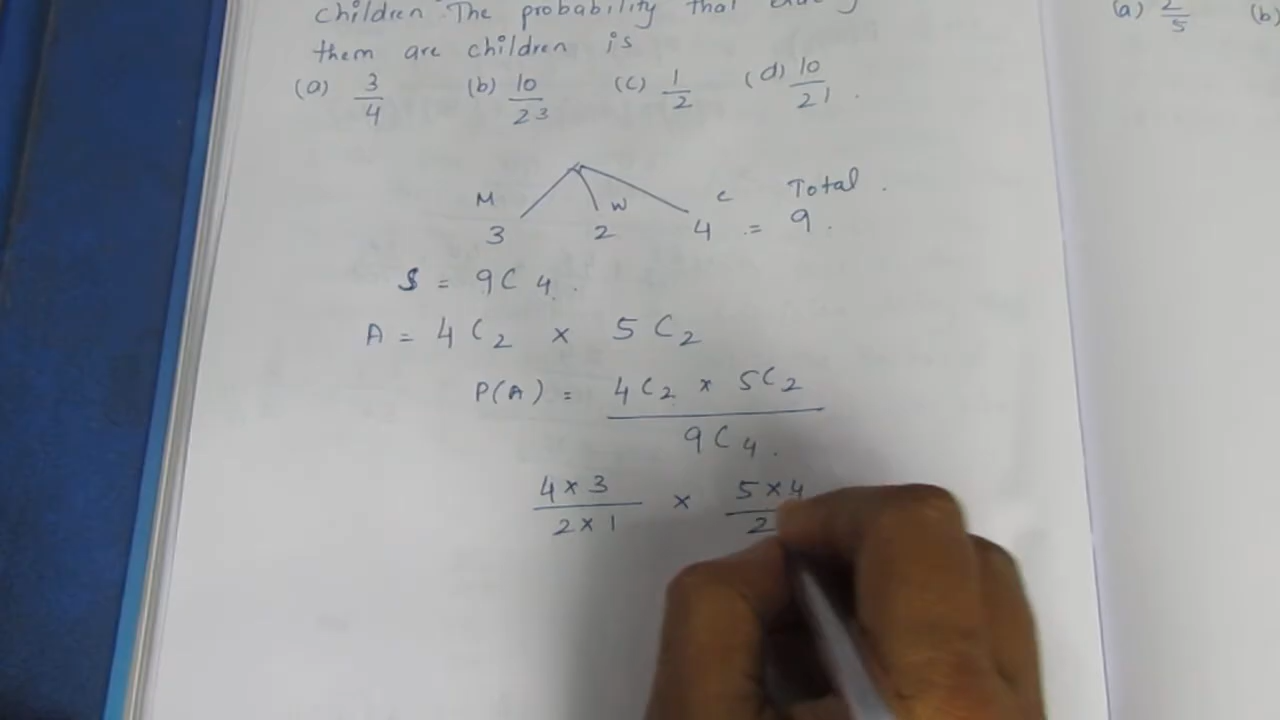 children. The probability that
them are children is
(a) 3/4 (b) 10/23 (c) 1/2 (d) 10/21.
(a) 2/5 (b)
M W C Total.
3 2 4 = 9.
S = 9C4.
A = 4C2 × 5C2
P(A) = 4C2 × 5C2 / 9C4.
4×3 / 2×1 × 5×4 / 2